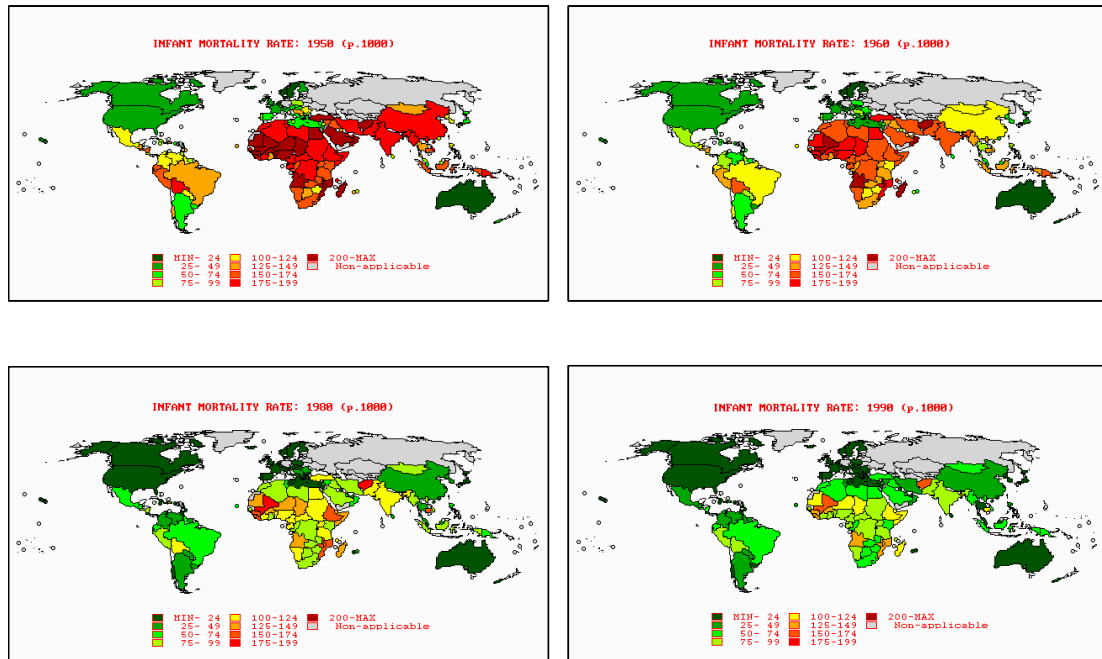 INFANT MORTALITY RATE: 1950 (p.1000)
MIN- 24 100-124 200-MAX
25- 49 125-149 Non-applicable
50- 74 150-174
75- 99 175-199
INFANT MORTALITY RATE: 1960 (p.1000)
MIN- 24 100-124 200-MAX
25- 49 125-149 Non-applicable
50- 74 150-174
75- 99 175-199
INFANT MORTALITY RATE: 1980 (p.1000)
MIN- 24 100-124 200-MAX
25- 49 125-149 Non-applicable
50- 74 150-174
75- 99 175-199
INFANT MORTALITY RATE: 1990 (p.1000)
MIN- 24 100-124 200-MAX
25- 49 125-149 Non-applicable
50- 74 150-174
75- 99 175-199